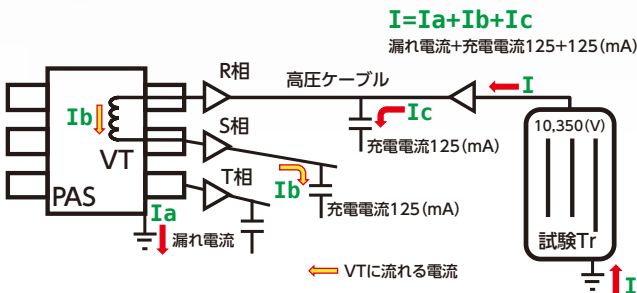 I=Ia+Ib+Ic
漏れ電流+充電電流125+125(mA)
R相
高圧ケーブル
I
Ib
Ic
10,350(V)
S相
充電電流125(mA)
VT
T相
PAS
Ib
Ia
充電電流125(mA)
漏れ電流
試験Tr
VTに流れる電流
I